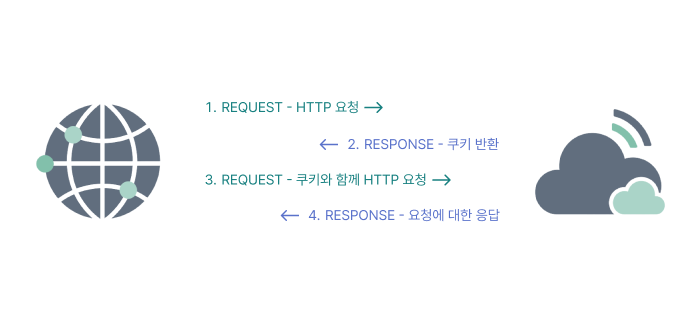 1. REQUEST - HTTP 요청 →
← 2. RESPONSE - 쿠키 반환
3. REQUEST - 쿠키와 함께 HTTP 요청 →
← 4. RESPONSE - 요청에 대한 응답